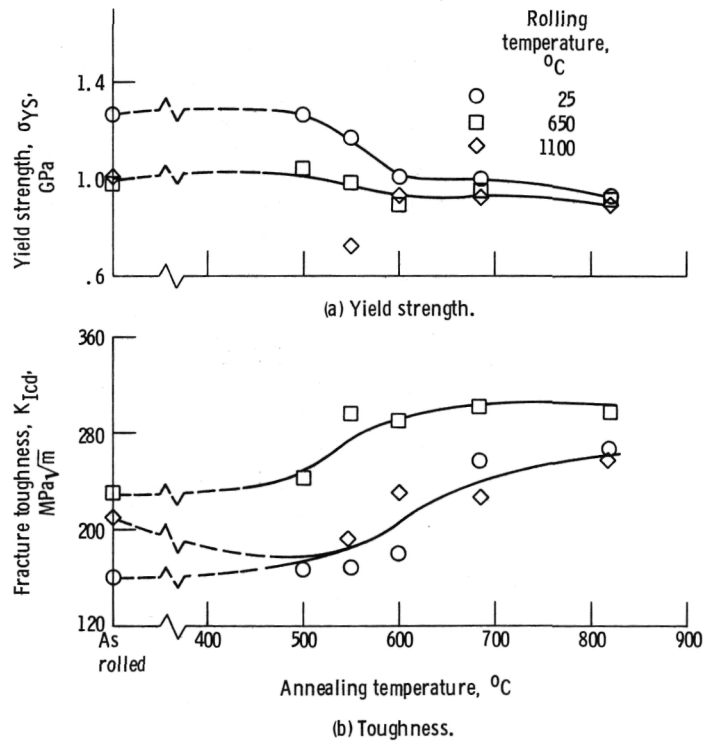 Rolling
temperature,
°C
25
650
1100
Yield strength, σYS,
GPa
1.4
1.0
.6
(a) Yield strength.
Fracture toughness, KIcd,
MPa√m
360
280
200
120
As
rolled
400 500 600 700 800 900
Annealing temperature, °C
(b) Toughness.